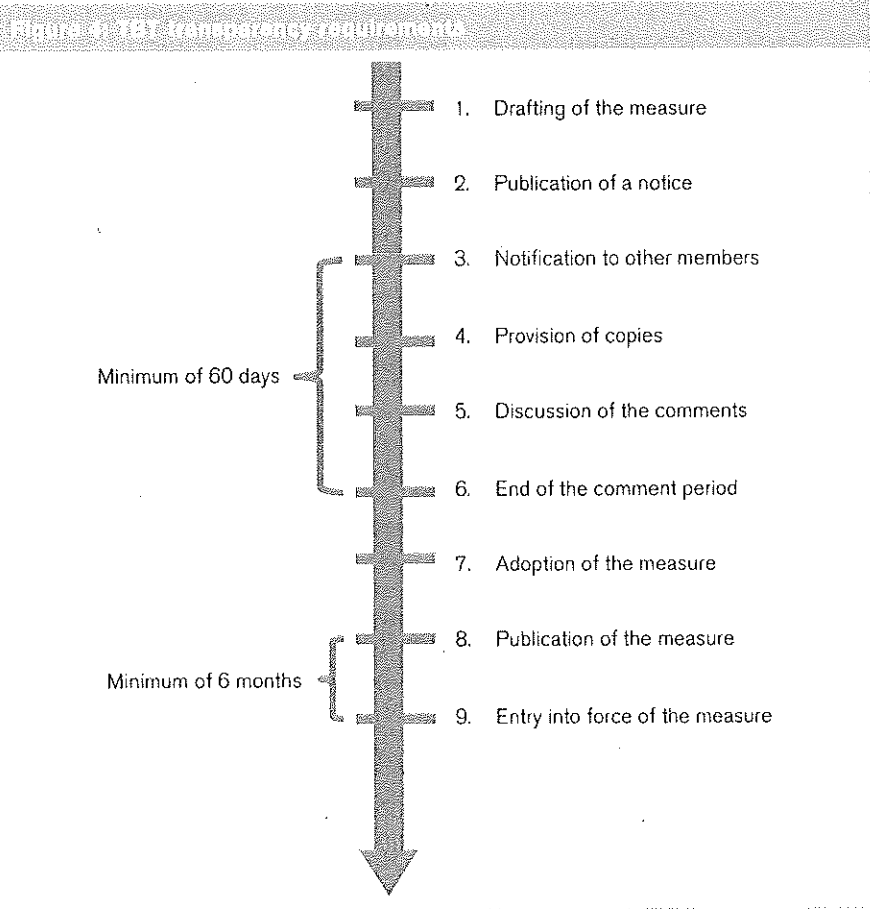 Figure 4: TBT transparency requirements
1. Drafting of the measure
2. Publication of a notice
3. Notification to other members
4. Provision of copies
Minimum of 60 days
5. Discussion of the comments
6. End of the comment period
7. Adoption of the measure
8. Publication of the measure
Minimum of 6 months
9. Entry into force of the measure